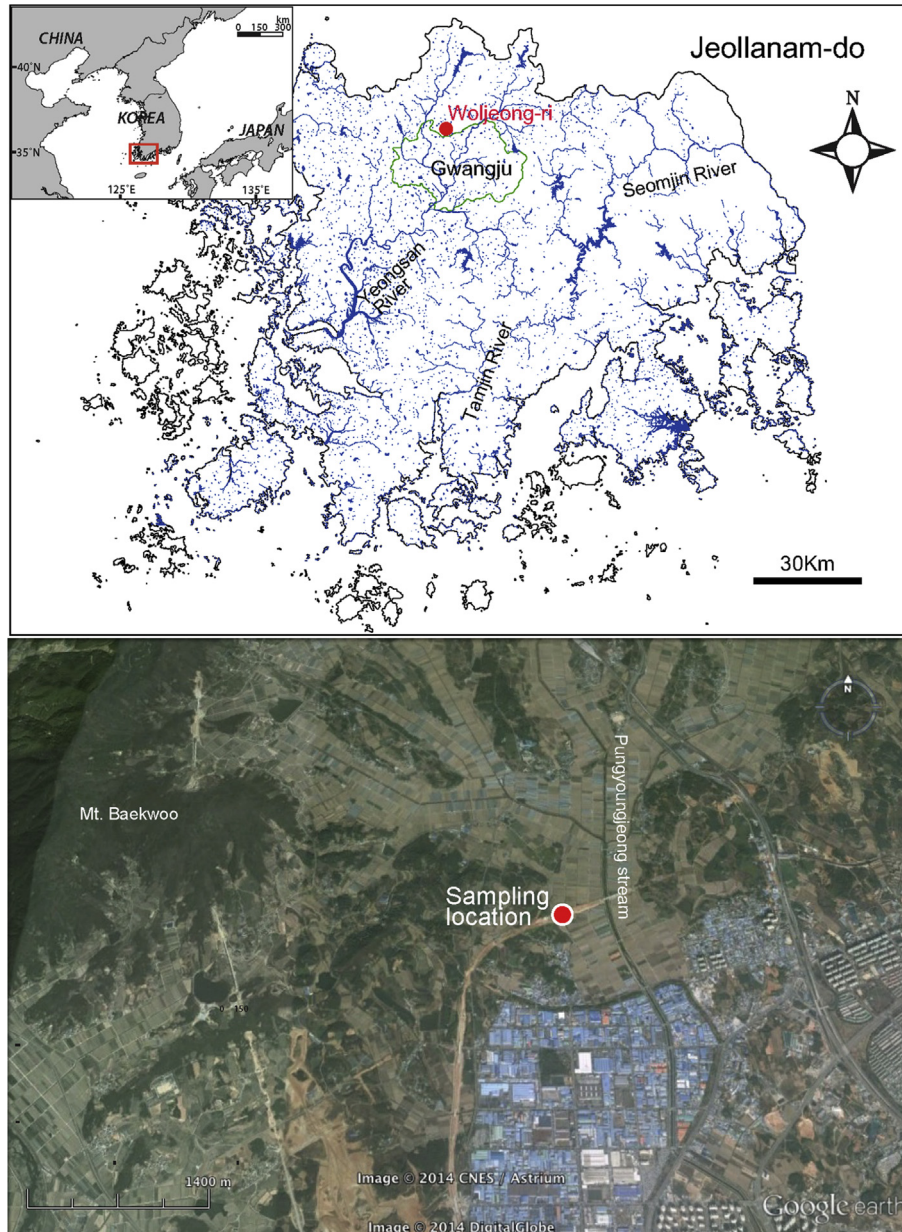 km
0 150 300
CHINA
40°N
KOREA
JAPAN
35°N
125°E
135°E
Jeollanam-do
N
Woljeong-ri
Gwangju
Seomjin River
Yeongsan
River
Tamjin River
30Km
N
Mt. Baekwoo
Pungyoungjeong stream
Sampling
location
0 150
1400 m
Image © 2014 CNES / Astrium
Image © 2014 DigitalGlobe
Google earth